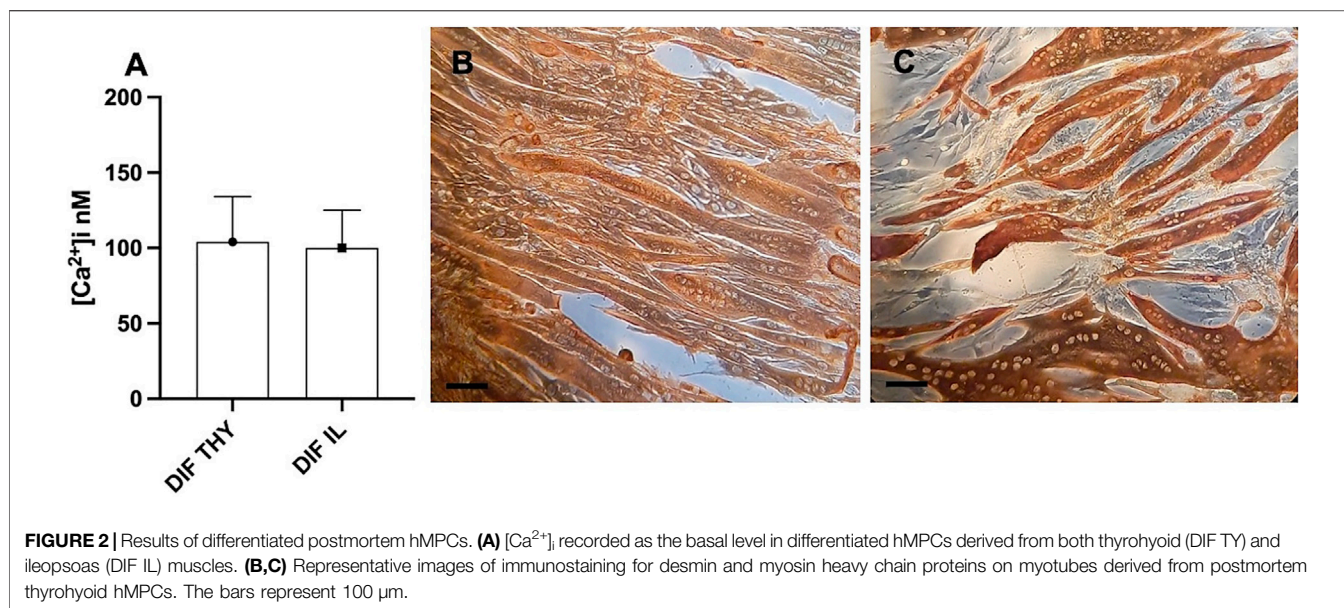 A
200
150
100
50
0
[Ca²⁺]i nM
DIF THY
DIF IL
B
C
FIGURE 2 | Results of differentiated postmortem hMPCs. (A) [Ca²⁺]ᵢ recorded as the basal level in differentiated hMPCs derived from both thyrohyoid (DIF TY) and
ileopsoas (DIF IL) muscles. (B,C) Representative images of immunostaining for desmin and myosin heavy chain proteins on myotubes derived from postmortem
thyrohyoid hMPCs. The bars represent 100 µm.